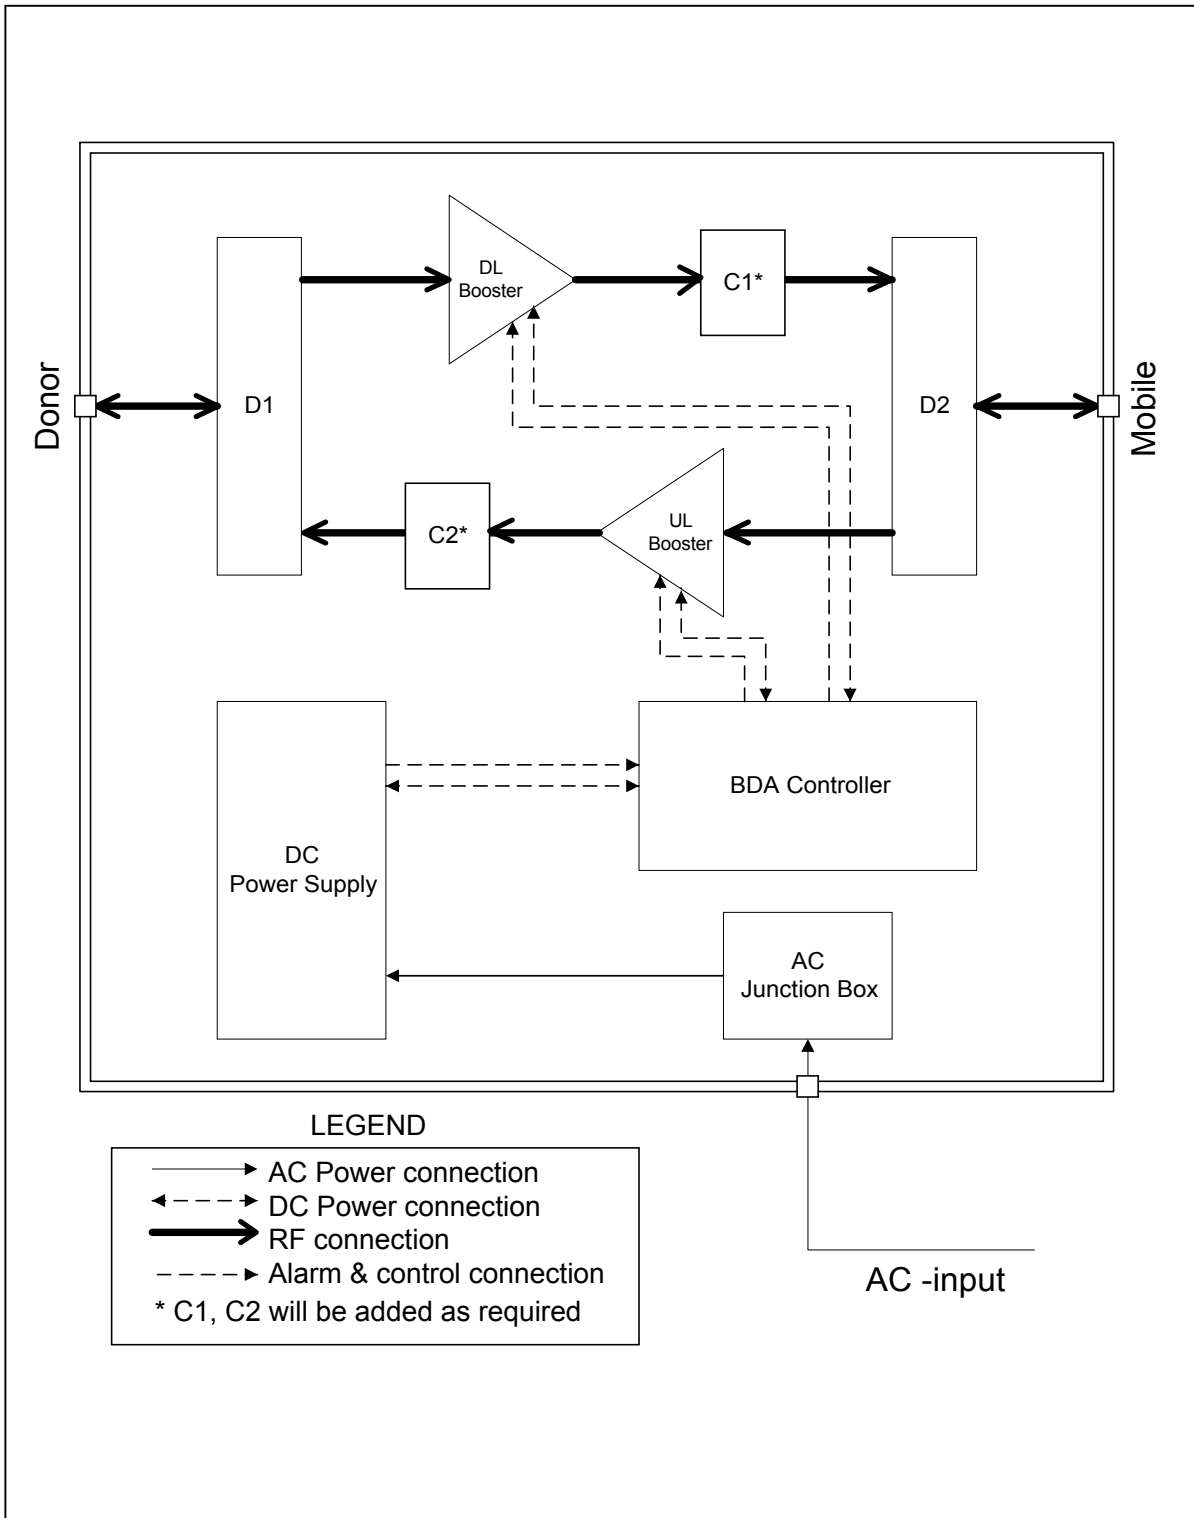 DL
Booster
C1*
Donor
D1
D2
Mobile
C2*
UL
Booster
BDA Controller
DC
Power Supply
AC
Junction Box
LEGEND
AC Power connection
DC Power connection
RF connection
Alarm & control connection
* C1, C2 will be added as required
AC -input